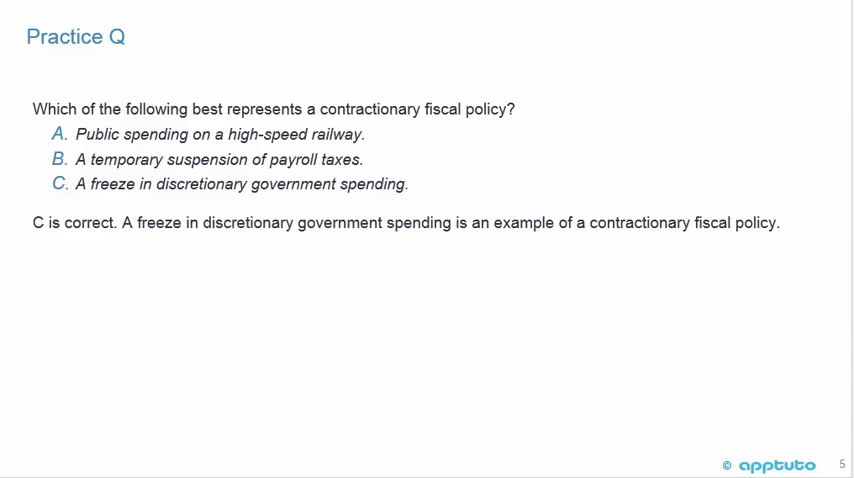 Practice Q
Which of the following best represents a contractionary fiscal policy?
A. Public spending on a high-speed railway.
B. A temporary suspension of payroll taxes.
C. A freeze in discretionary government spending.
C is correct. A freeze in discretionary government spending is an example of a contractionary fiscal policy.
© apptuto 5